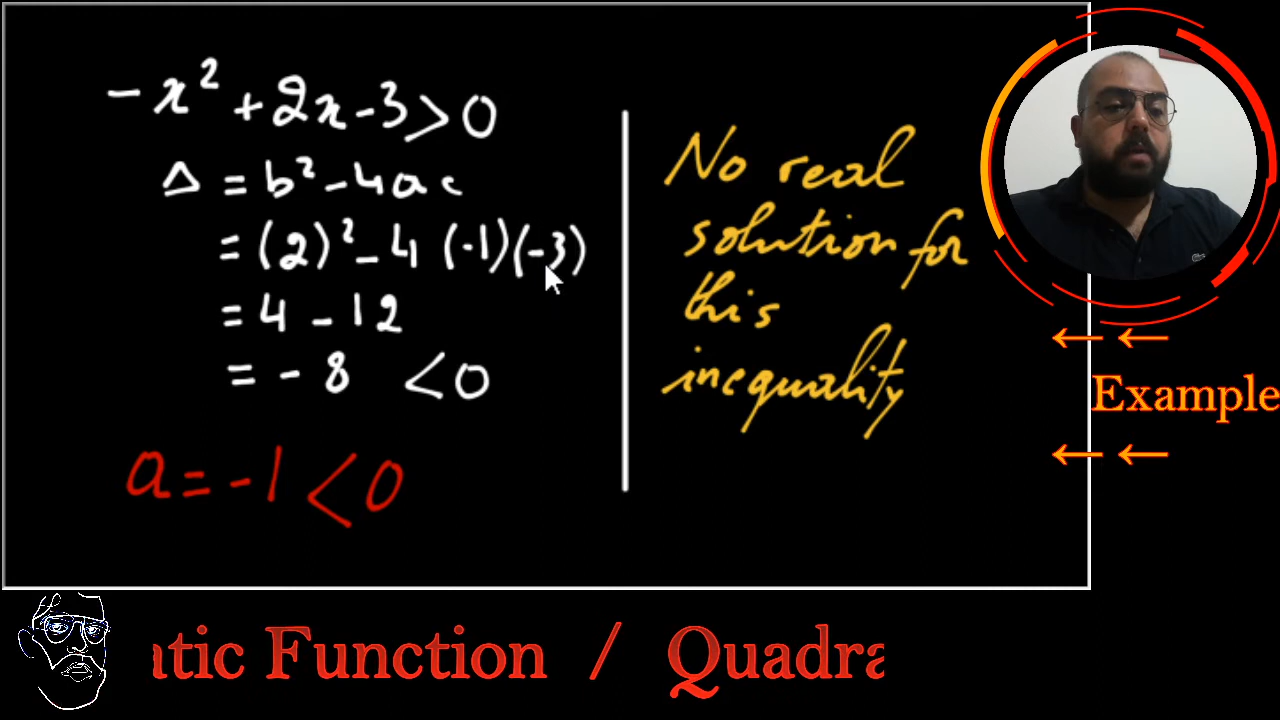 -x² + 2x - 3 > 0
Δ = b² - 4ac
= (2)² - 4 (-1)(-3)
= 4 - 12
= - 8 < 0
a = -1 < 0
No real
solution for
this
inequality
←←
Example
←←
atic Function / Quadra